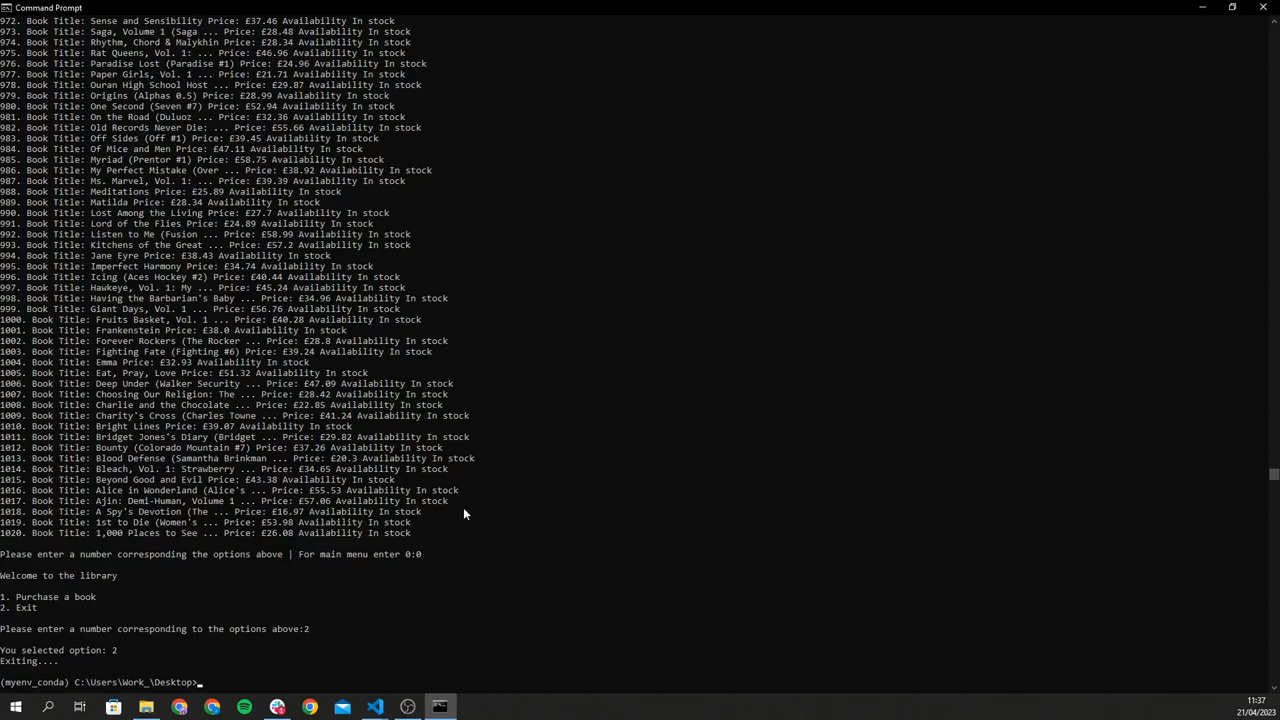 Command Prompt
972. Book Title: Sense and Sensibility Price: £37.46 Availability In stock
973. Book Title: Saga, Volume 1 (Saga ... Price: £28.48 Availability In stock
974. Book Title: Rhythm, Chord & Malykhin Price: £28.34 Availability In stock
975. Book Title: Rat Queens, Vol. 1: ... Price: £46.96 Availability In stock
976. Book Title: Paradise Lost (Paradise #1) Price: £24.96 Availability In stock
977. Book Title: Paper Girls, Vol. 1 ... Price: £21.71 Availability In stock
978. Book Title: Ouran High School Host ... Price: £29.87 Availability In stock
979. Book Title: Origins (Alphas 0.5) Price: £28.99 Availability In stock
980. Book Title: One Second (Seven #7) Price: £52.94 Availability In stock
981. Book Title: On the Road (Duluoz ... Price: £32.36 Availability In stock
982. Book Title: Old Records Never Die: ... Price: £55.66 Availability In stock
983. Book Title: Off Sides (Off #1) Price: £39.45 Availability In stock
984. Book Title: Of Mice and Men Price: £47.11 Availability In stock
985. Book Title: Myriad (Prentor #1) Price: £58.75 Availability In stock
986. Book Title: My Perfect Mistake (Over ... Price: £38.92 Availability In stock
987. Book Title: Ms. Marvel, Vol. 1: ... Price: £39.39 Availability In stock
988. Book Title: Meditations Price: £25.89 Availability In stock
989. Book Title: Matilda Price: £28.34 Availability In stock
990. Book Title: Lost Among the Living Price: £27.7 Availability In stock
991. Book Title: Lord of the Flies Price: £24.89 Availability In stock
992. Book Title: Listen to Me (Fusion ... Price: £58.99 Availability In stock
993. Book Title: Kitchens of the Great ... Price: £57.2 Availability In stock
994. Book Title: Jane Eyre Price: £38.43 Availability In stock
995. Book Title: Imperfect Harmony Price: £34.74 Availability In stock
996. Book Title: Icing (Aces Hockey #2) Price: £40.44 Availability In stock
997. Book Title: Hawkeye, Vol. 1: My ... Price: £45.24 Availability In stock
998. Book Title: Having the Barbarian's Baby ... Price: £34.96 Availability In stock
999. Book Title: Giant Days, Vol. 1 ... Price: £56.76 Availability In stock
1000. Book Title: Fruits Basket, Vol. 1 ... Price: £40.28 Availability In stock
1001. Book Title: Frankenstein Price: £38.0 Availability In stock
1002. Book Title: Forever Rockers (The Rocker ... Price: £28.8 Availability In stock
1003. Book Title: Fighting Fate (Fighting #6) Price: £39.24 Availability In stock
1004. Book Title: Emma Price: £32.93 Availability In stock
1005. Book Title: Eat, Pray, Love Price: £51.32 Availability In stock
1006. Book Title: Deep Under (Walker Security ... Price: £47.09 Availability In stock
1007. Book Title: Choosing Our Religion: The ... Price: £28.42 Availability In stock
1008. Book Title: Charlie and the Chocolate ... Price: £22.85 Availability In stock
1009. Book Title: Charity's Cross (Charles Towne ... Price: £41.24 Availability In stock
1010. Book Title: Bright Lines Price: £39.07 Availability In stock
1011. Book Title: Bridget Jones's Diary (Bridget ... Price: £29.82 Availability In stock
1012. Book Title: Bounty (Colorado Mountain #7) Price: £37.26 Availability In stock
1013. Book Title: Blood Defense (Samantha Brinkman ... Price: £20.3 Availability In stock
1014. Book Title: Bleach, Vol. 1: Strawberry ... Price: £34.65 Availability In stock
1015. Book Title: Beyond Good and Evil Price: £43.38 Availability In stock
1016. Book Title: Alice in Wonderland (Alice's ... Price: £55.53 Availability In stock
1017. Book Title: Ajin: Demi-Human, Volume 1 ... Price: £57.06 Availability In stock
1018. Book Title: A Spy's Devotion (The ... Price: £16.97 Availability In stock
1019. Book Title: 1st to Die (Women's ... Price: £53.98 Availability In stock
1020. Book Title: 1,000 Places to See ... Price: £26.08 Availability In stock
Please enter a number corresponding the options above | For main menu enter 0:0
Welcome to the library
1. Purchase a book
2. Exit
Please enter a number corresponding to the options above:2
You selected option: 2
Exiting....
(myenv_conda) C:\Users\Work_\Desktop>
11:37
21/04/2023